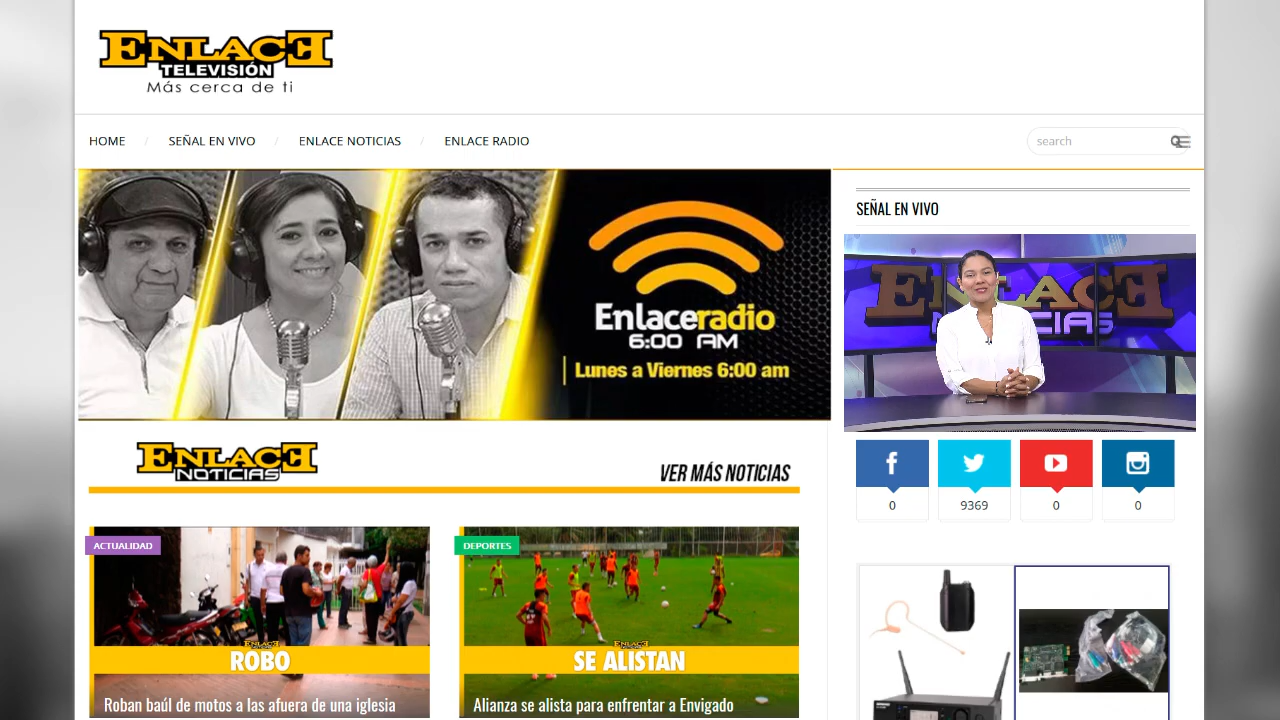 ENLACE
TELEVISIÓN
Más cerca de ti
HOME / SEÑAL EN VIVO / ENLACE NOTICIAS / ENLACE RADIO
search
Enlaceradio
6:00 AM
Lunes a Viernes 6:00 am
SEÑAL EN VIVO
ENLACE
NOTICIAS
0
9369
0
0
ENLACE
NOTICIAS
VER MÁS NOTICIAS
ACTUALIDAD
ENLACE
ROBO
Roban baúl de motos a las afuera de una iglesia
DEPORTES
ENLACE
SE ALISTAN
Alianza se alista para enfrentar a Envigado